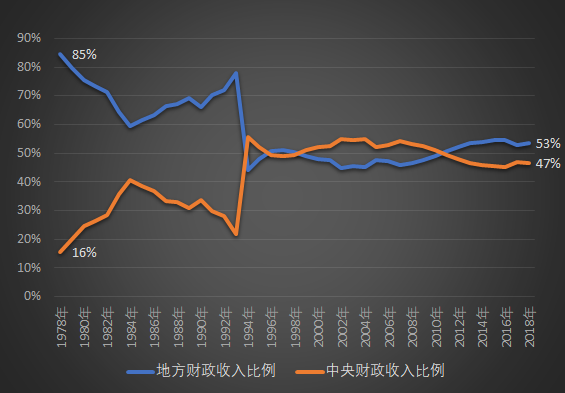 90%
80%
70%
60%
50%
40%
30%
20%
10%
0%
85%
16%
53%
47%
1978年
1980年
1982年
1984年
1986年
1988年
1990年
1992年
1994年
1996年
1998年
2000年
2002年
2004年
2006年
2008年
2010年
2012年
2014年
2016年
2018年
地方财政收入比例 中央财政收入比例